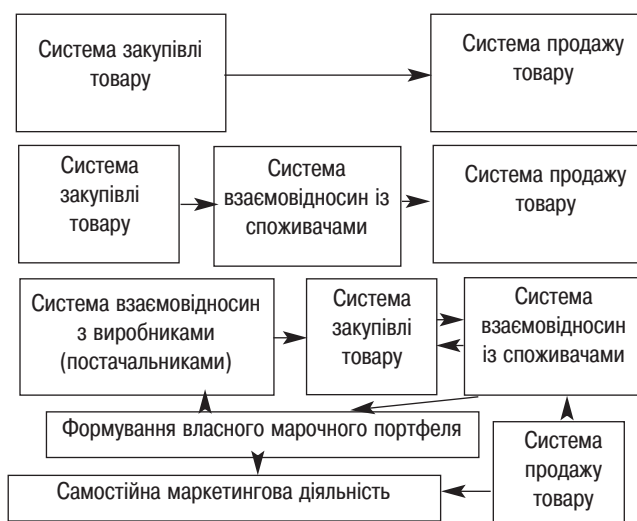 Система закупівлі
товару
Система продажу
товару
Система
закупівлі
товару
Система
взаємовідносин із
споживачами
Система продажу
товару
Система взаємовідносин
з виробниками
(постачальниками)
Система
закупівлі
товару
Система
взаємовідносин
із споживачами
Формування власного марочного портфеля
Самостійна маркетингова діяльність
Система
продажу
товару